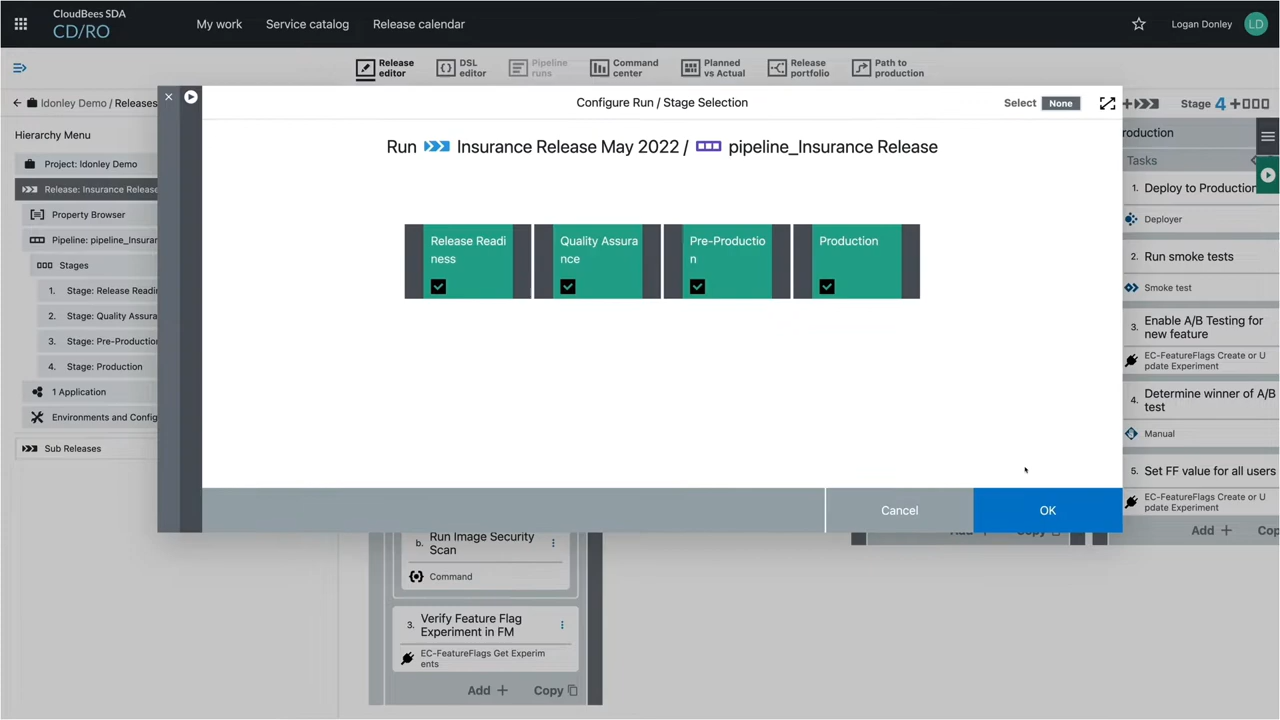 CloudBees SDA
CD/RO
My work
Service catalog
Release calendar
Logan Donley
LD
Release
editor
DSL
editor
Pipeline
runs
Command
center
Planned
vs Actual
Release
portfolio
Path to
production
ldonley Demo / Releases
Configure Run / Stage Selection
Select None
Stage 4
Hierarchy Menu
Project: ldonley Demo
Release: Insurance Release
Property Browser
Pipeline: pipeline_Insurar
Stages
1. Stage: Release Readi
2. Stage: Quality Assura
3. Stage: Pre-Productio
4. Stage: Production
1 Application
Environments and Config
Sub Releases
Run Insurance Release May 2022 / pipeline_Insurance Release
Release Readi
ness
Quality Assura
nce
Pre-Productio
n
Production
Cancel
OK
roduction
Tasks
1. Deploy to Production
Deployer
2. Run smoke tests
Smoke test
3. Enable A/B Testing for
new feature
EC-FeatureFlags Create or U
pdate Experiment
4. Determine winner of A/B
test
Manual
5. Set FF value for all users
EC-FeatureFlags Create or U
pdate Experiment
Add +
Cop
b. Run Image Security
Scan
Command
3. Verify Feature Flag
Experiment in FM
EC-FeatureFlags Get Experim
ents
Add +
Copy